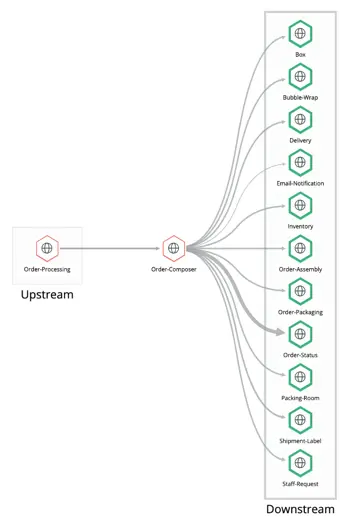 Box
Bubble-Wrap
Delivery
Email-Notification
Inventory
Order-Processing
Order-Composer
Order-Assembly
Upstream
Order-Packaging
Order-Status
Packing-Room
Shipment-Label
Staff-Request
Downstream